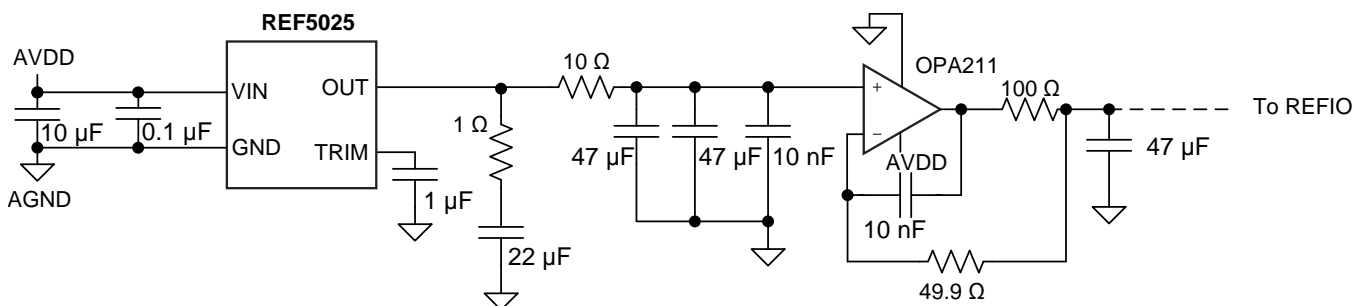 REF5025
AVDD
VIN
OUT
10 µF
0.1 µF
GND
TRIM
AGND
1 µF
1 Ω
22 µF
10 Ω
47 µF
47 µF
10 nF
OPA211
+
−
AVDD
10 nF
49.9 Ω
100 Ω
47 µF
To REFIO